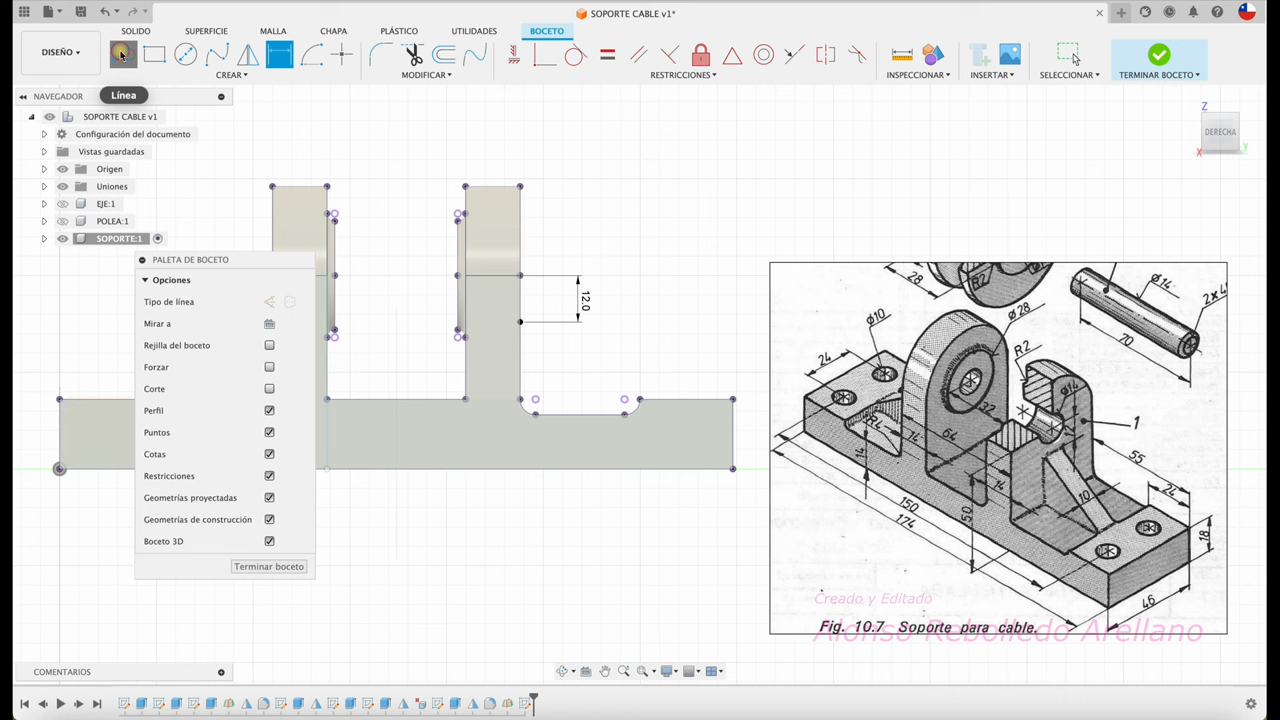 SOPORTE CABLE v1*
DISEÑO
SOLIDO
SUPERFICIE
MALLA
CHAPA
PLÁSTICO
UTILIDADES
BOCETO
CREAR
MODIFICAR
RESTRICCIONES
INSPECCIONAR
INSERTAR
SELECCIONAR
TERMINAR BOCETO
NAVEGADOR
Línea
SOPORTE CABLE v1
Configuración del documento
Vistas guardadas
Origen
Uniones
EJE:1
POLEA:1
SOPORTE:1
PALETA DE BOCETO
Opciones
Tipo de línea
Mirar a
Rejilla del boceto
Forzar
Corte
Perfil
Puntos
Cotas
Restricciones
Geometrías proyectadas
Geometrías de construcción
Boceto 3D
Terminar boceto
12.0
Z
DERECHA
X
Y
28
R2
Ø14
2x4
70
Ø10
Ø28
24
R2
Ø14
32
12
1
R4
14
64
14
14
55
24
10
150
174
50
18
46
Creado y Editado
Fig. 10.7 Soporte para cable.
Alonso Rebolledo Arellano
COMENTARIOS